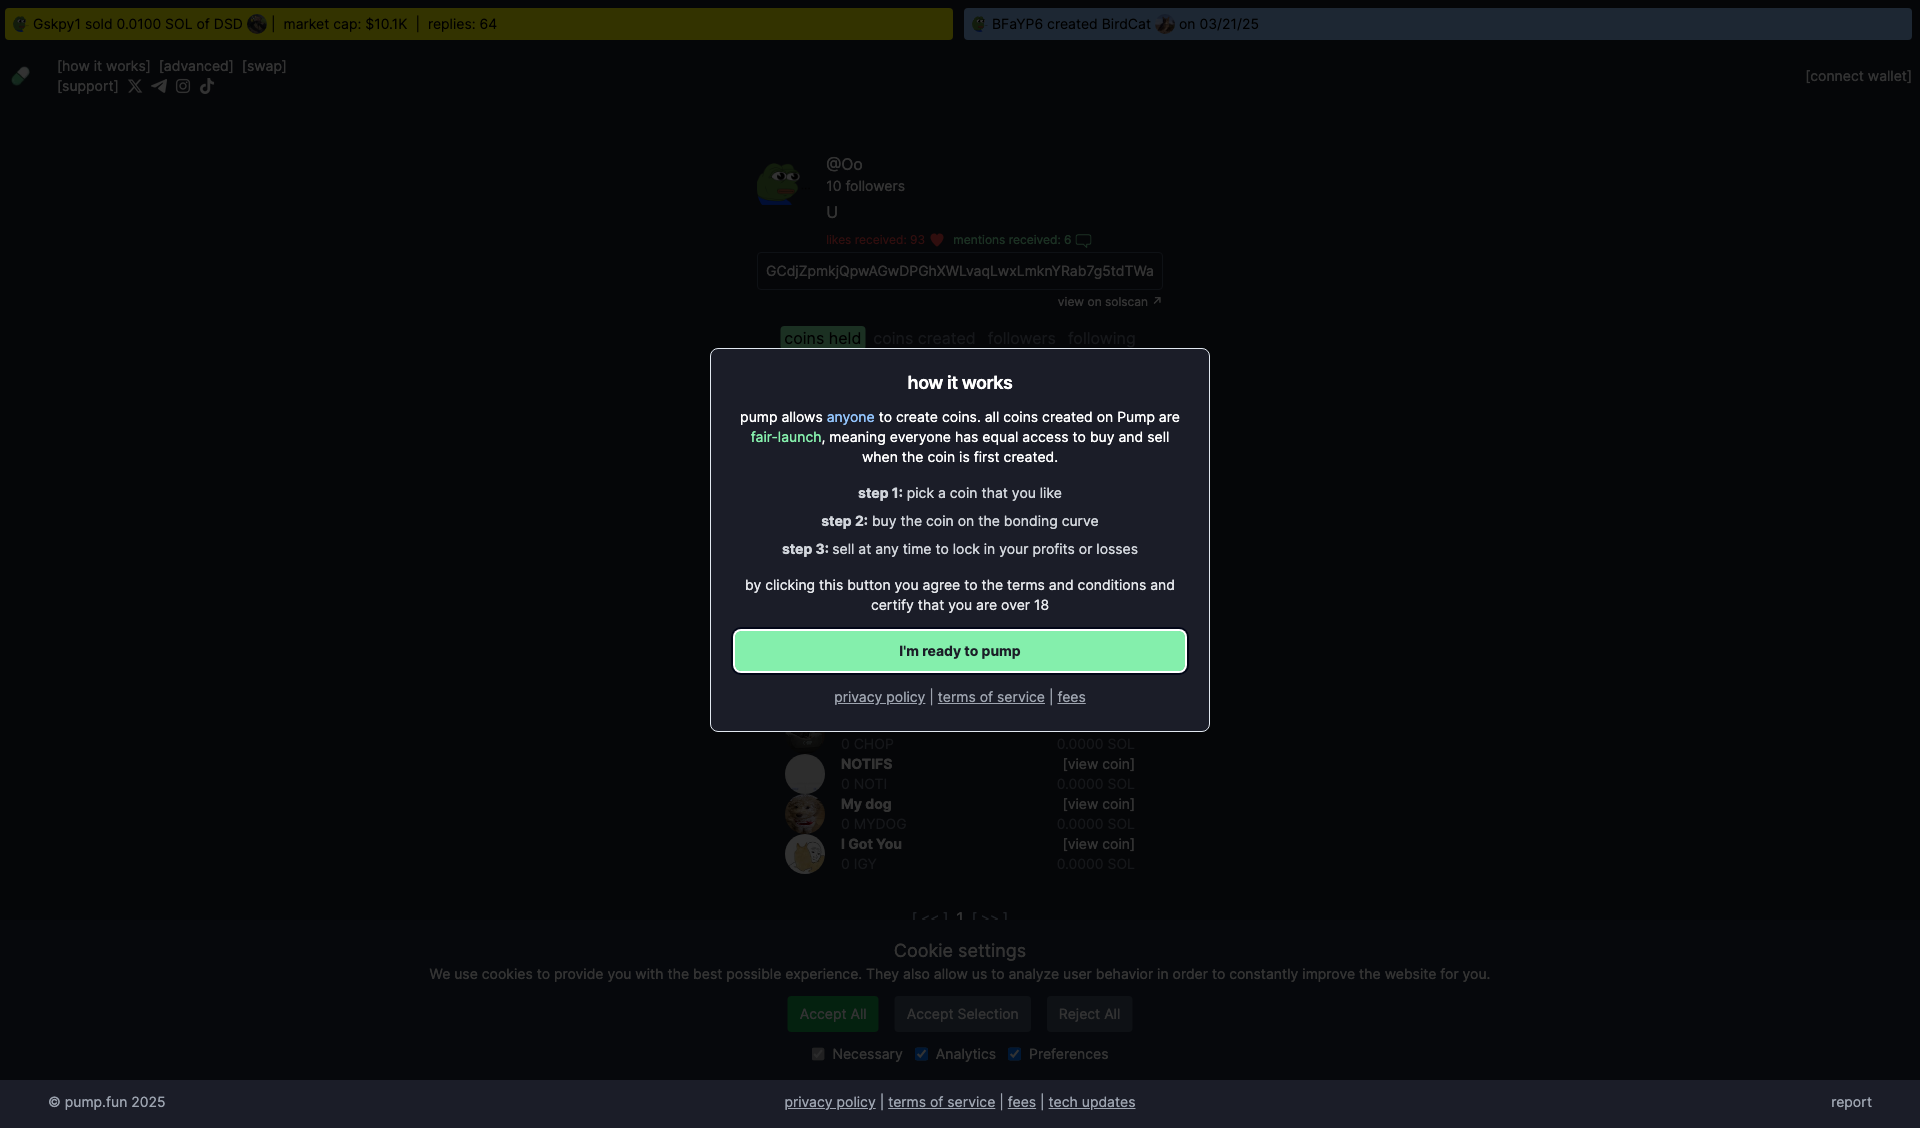 Gskpy1 sold 0.0100 SOL of DSD | market cap: $10.1K | replies: 64
BFaYP6 created BirdCat on 03/21/25
[how it works] [advanced] [swap]
[support]
[connect wallet]
@Oo
10 followers
U
likes received: 93 mentions received: 6
GCdjZpmkjQpwAGwDPGhXWLvaqLwxLmknYRab7g5tdTWa
view on solscan ↗
coins held coins created followers following
how it works
pump allows anyone to create coins. all coins created on Pump are
fair-launch, meaning everyone has equal access to buy and sell
when the coin is first created.
step 1: pick a coin that you like
step 2: buy the coin on the bonding curve
step 3: sell at any time to lock in your profits or losses
by clicking this button you agree to the terms and conditions and
certify that you are over 18
I'm ready to pump
privacy policy | terms of service | fees
0 CHOP 0.0000 SOL
NOTIFS [view coin]
0 NOTI 0.0000 SOL
My dog [view coin]
0 MYDOG 0.0000 SOL
I Got You [view coin]
0 IGY 0.0000 SOL
[ << ] 1 [ >> ]
Cookie settings
We use cookies to provide you with the best possible experience. They also allow us to analyze user behavior in order to constantly improve the website for you.
Accept All Accept Selection Reject All
Necessary Analytics Preferences
© pump.fun 2025
privacy policy | terms of service | fees | tech updates
report